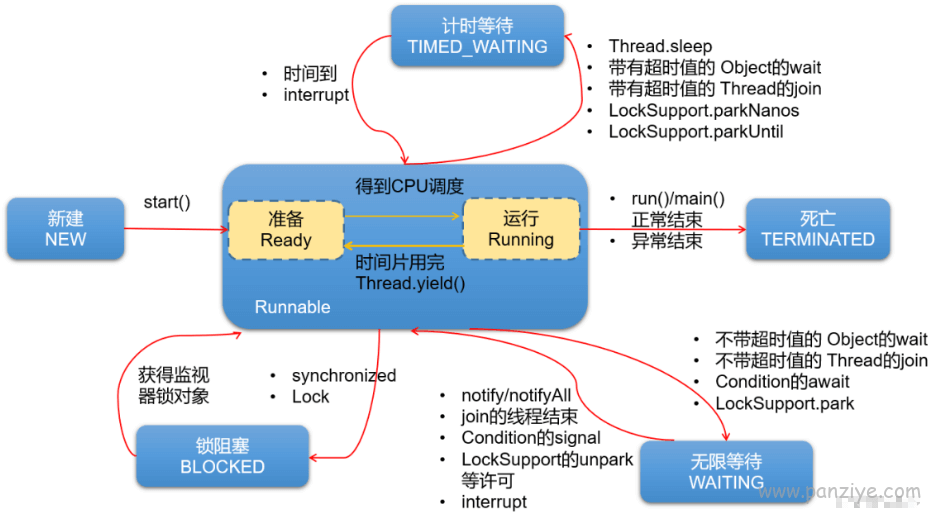 计时等待
TIMED_WAITING
• 时间到
• interrupt
• Thread.sleep
• 带有超时值的 Object的wait
• 带有超时值的 Thread的join
• LockSupport.parkNanos
• LockSupport.parkUntil
新建
NEW
start()
得到CPU调度
准备
Ready
运行
Running
时间片用完
Thread.yield()
Runnable
• run()/main()
正常结束
• 异常结束
死亡
TERMINATED
获得监视
器锁对象
• synchronized
• Lock
锁阻塞
BLOCKED
• notify/notifyAll
• join的线程结束
• Condition的signal
• LockSupport的unpark
等许可
• interrupt
• 不带超时值的 Object的wait
• 不带超时值的 Thread的join
• Condition的await
• LockSupport.park
无限等待
WAITING
www.panziye.com